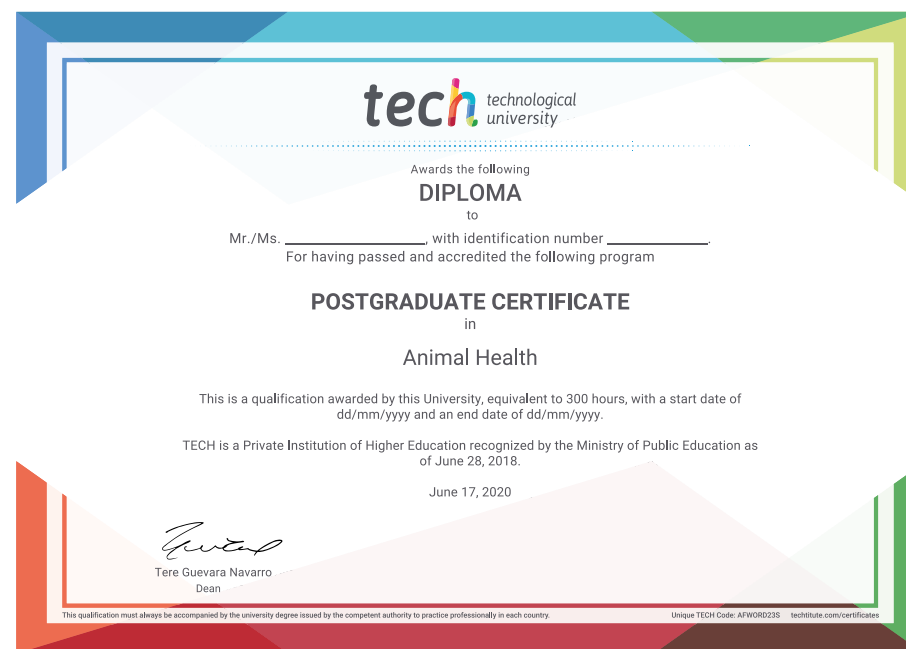 tech technological
university
Awards the following
DIPLOMA
to
Mr./Ms. ____________________, with identification number ______________.
For having passed and accredited the following program
POSTGRADUATE CERTIFICATE
in
Animal Health
This is a qualification awarded by this University, equivalent to 300 hours, with a start date of
dd/mm/yyyy and an end date of dd/mm/yyyy.
TECH is a Private Institution of Higher Education recognized by the Ministry of Public Education as
of June 28, 2018.
June 17, 2020
Tere Guevara Navarro
Dean
This qualification must always be accompanied by the university degree issued by the competent authority to practice professionally in each country. Unique TECH Code: AFWORD23S techtitute.com/certificates